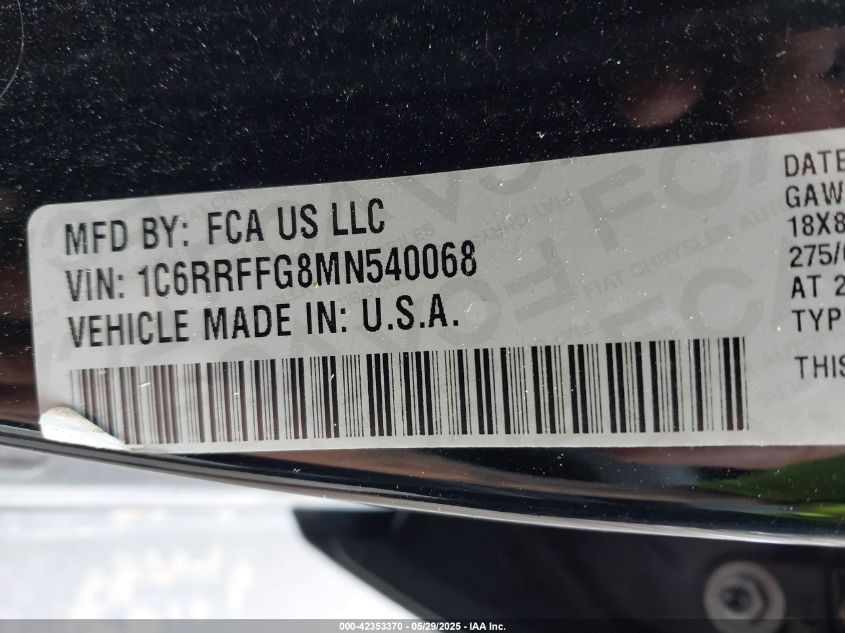 MFD BY: FCA US LLC
VIN: 1C6RRFFG8MN540068
VEHICLE MADE IN: U.S.A.
DATE
GAW
18X8
275/
AT 2
TYP
THIS
000-42353370 - 05/29/2025 - IAA Inc.